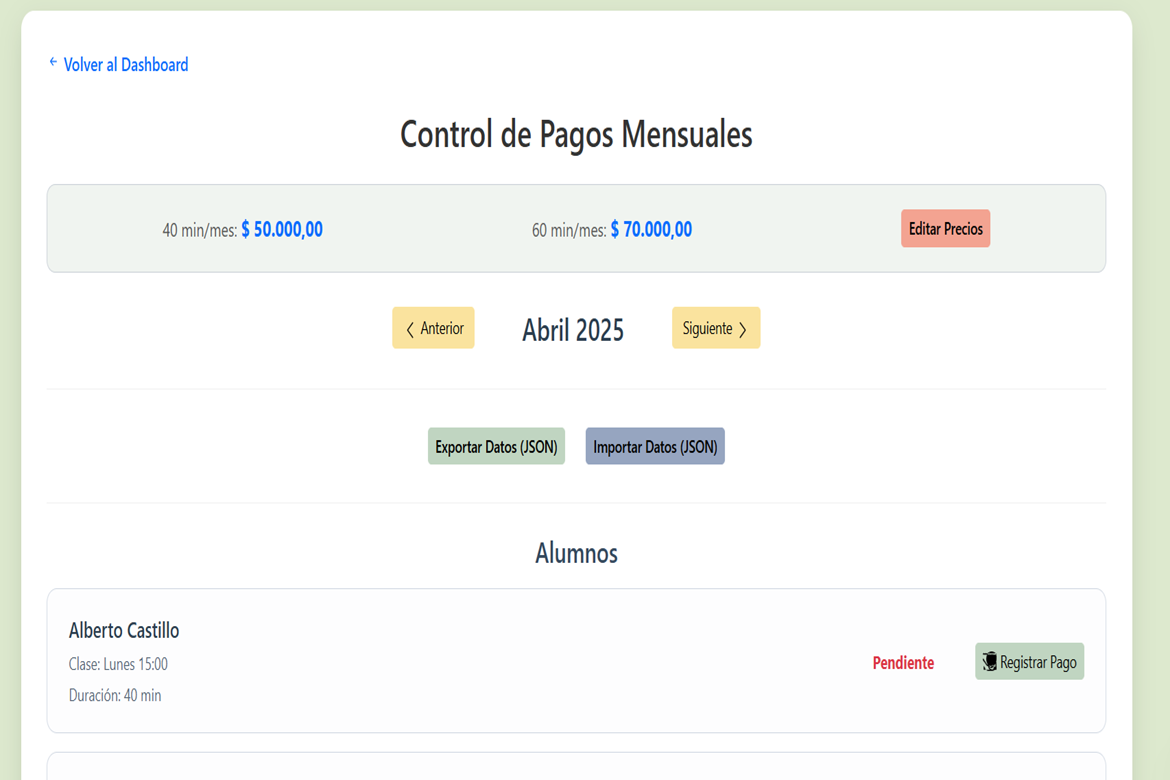 ← Volver al Dashboard
Control de Pagos Mensuales
40 min/mes: $ 50.000,00 60 min/mes: $ 70.000,00 Editar Precios
‹ Anterior Abril 2025 Siguiente ›
Exportar Datos (JSON) Importar Datos (JSON)
Alumnos
Alberto Castillo
Clase: Lunes 15:00
Pendiente Registrar Pago
Duración: 40 min